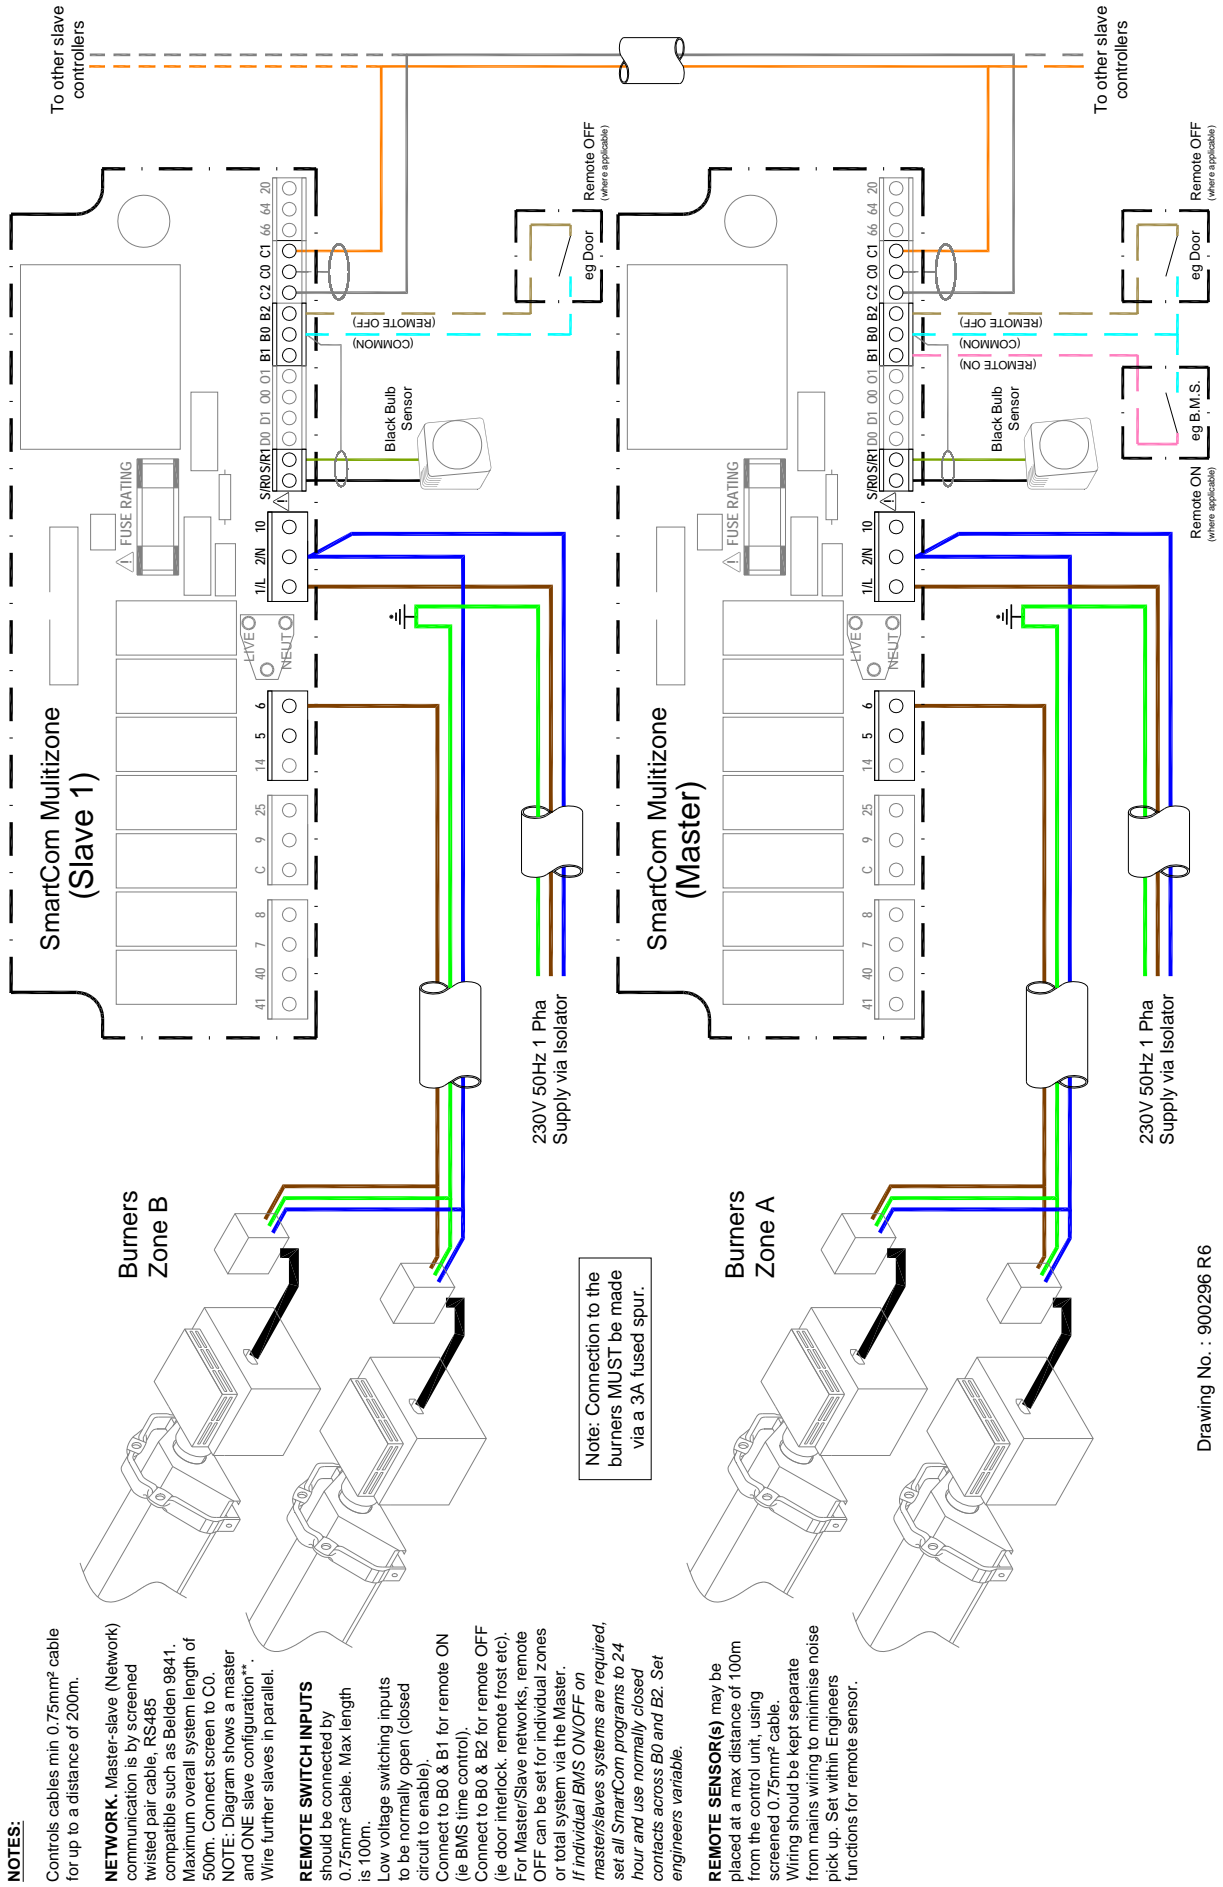 NOTES:
Controls cables min 0.75mm² cable
for up to a distance of 200m.
NETWORK. Master-slave (Network)
communication is by screened
twisted pair cable, RS485
compatible such as Belden 9841.
Maximum overall system length of
500m. Connect screen to C0.
NOTE: Diagram shows a master
and ONE slave configuration**.
Wire further slaves in parallel.
REMOTE SWITCH INPUTS
should be connected by
0.75mm² cable. Max length
is 100m.
Low voltage switching inputs
to be normally open (closed
circuit to enable).
Connect to B0 & B1 for remote ON
(ie BMS time control).
Connect to B0 & B2 for remote OFF
(ie door interlock. remote frost etc).
For Master/Slave networks, remote
OFF can be set for individual zones
or total system via the Master.
If individual BMS ON/OFF on
master/slaves systems are required,
set all SmartCom programs to 24
hour and use normally closed
contacts across B0 and B2. Set
engineers variable.
REMOTE SENSOR(s) may be
placed at a max distance of 100m
from the control unit, using
screened 0.75mm² cable.
Wiring should be kept separate
from mains wiring to minimise noise
pick up. Set within Engineers
functions for remote sensor.
Burners
Zone B
SmartCom Mulitizone
(Slave 1)
FUSE RATING
LIVE
NEUT
41 40 7 8 C 9 25 14 5 6 1/L 2/N 10 S/R0 S/R1 D0 D1 O0 O1 B1 B0 B2 C2 C0 C1 66 64 20
(COMMON)
(REMOTE OFF)
Black Bulb
Sensor
eg Door
Remote OFF
(where applicable)
To other slave
controllers
230V 50Hz 1 Pha
Supply via Isolator
Note: Connection to the
burners MUST be made
via a 3A fused spur.
Burners
Zone A
SmartCom Mulitizone
(Master)
FUSE RATING
LIVE
NEUT
41 40 7 8 C 9 25 14 5 6 1/L 2/N 10 S/R0 S/R1 D0 D1 O0 O1 B1 B0 B2 C2 C0 C1 66 64 20
(REMOTE ON)
(COMMON)
(REMOTE OFF)
Black Bulb
Sensor
eg B.M.S.
Remote ON
(where applicable)
eg Door
Remote OFF
(where applicable)
To other slave
controllers
230V 50Hz 1 Pha
Supply via Isolator
Drawing No. : 900296 R6